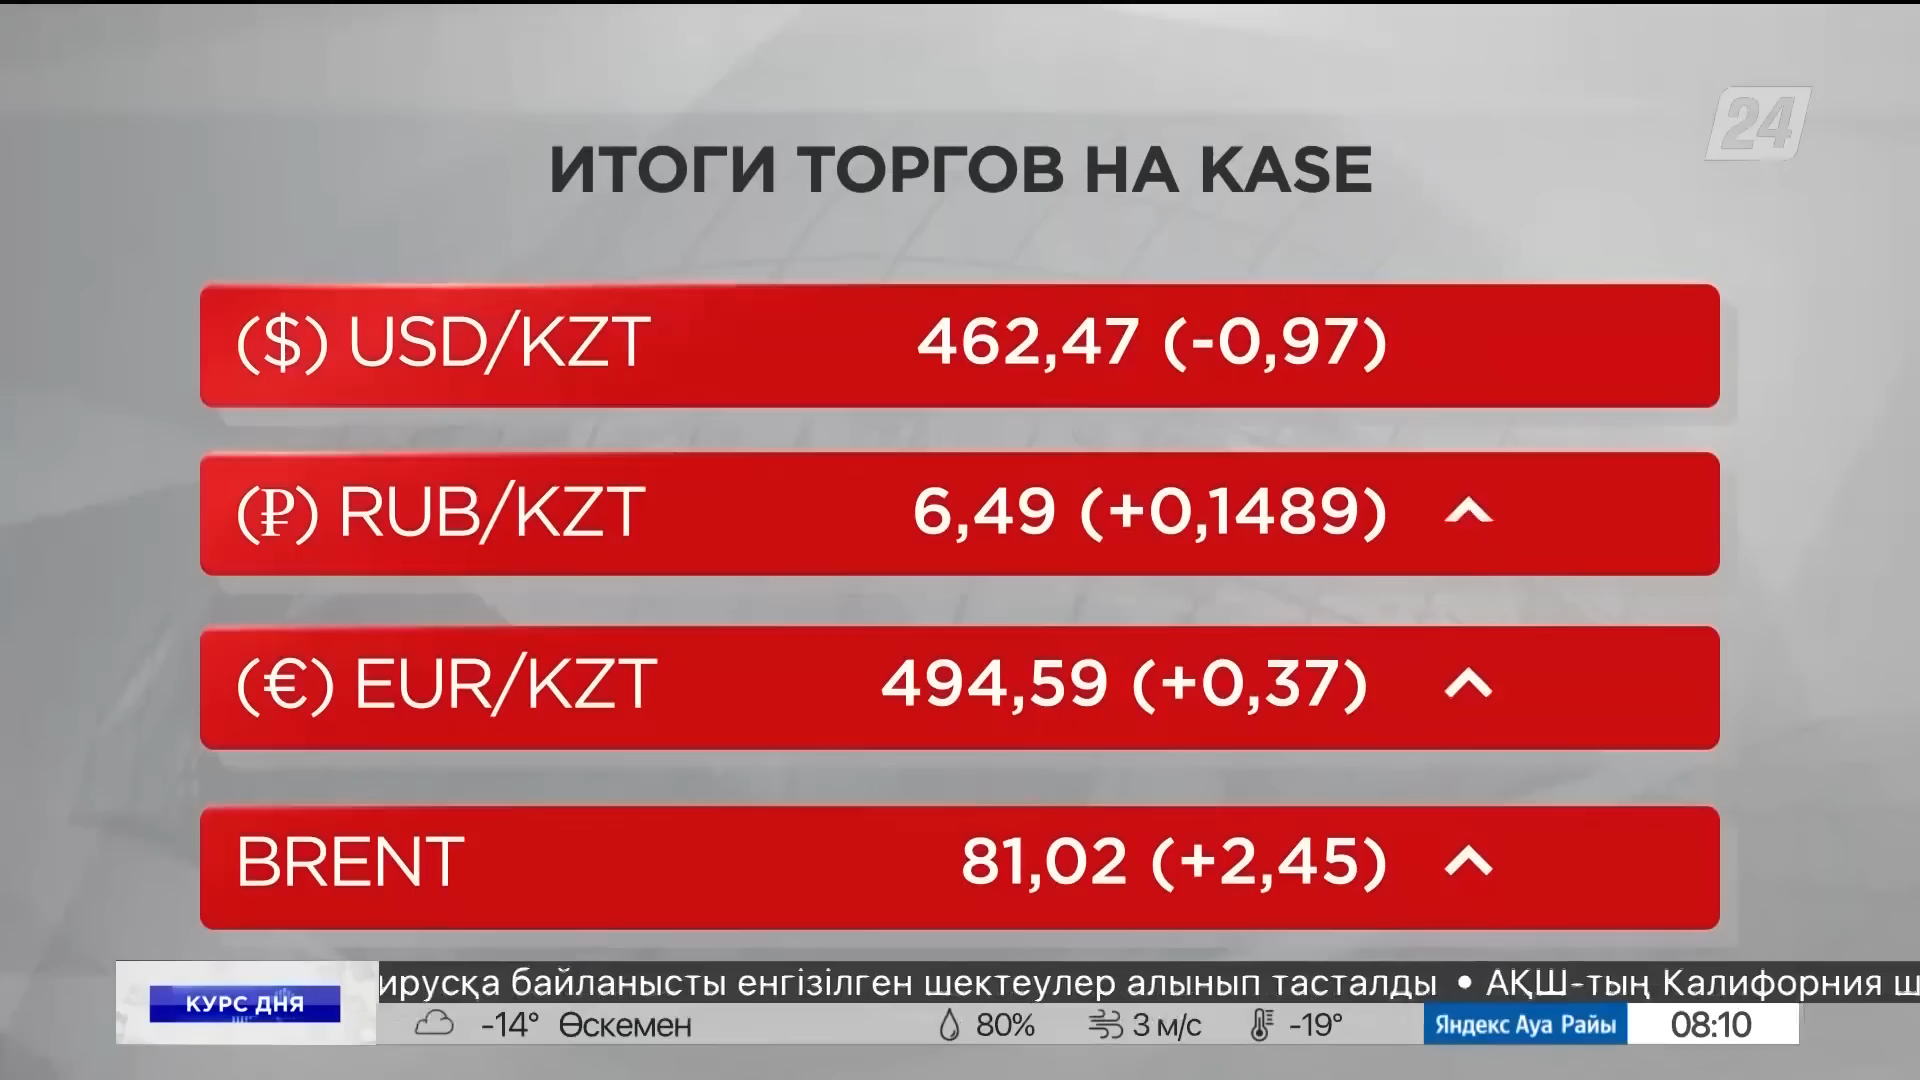 24
ИТОГИ ТОРГОВ НА KASE
($) USD/KZT 462,47 (-0,97)
(₽) RUB/KZT 6,49 (+0,1489)
(€) EUR/KZT 494,59 (+0,37)
BRENT 81,02 (+2,45)
ируска байланысты енгізілген шектеулер алынып тасталды • АҚШ-тың Калифорния ш
КУРС ДНЯ
-14° Өскемен 80% 3 м/с -19° Яндекс Ауа Райы 08:10